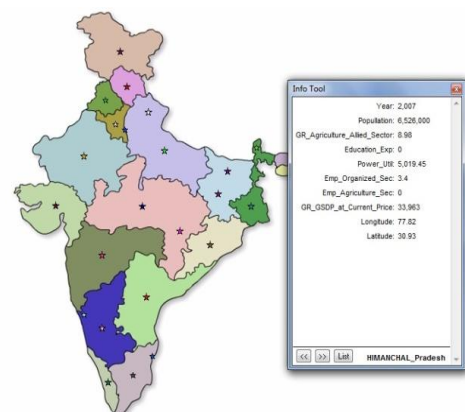 Info Tool
Year: 2,007
Population: 6,526,000
GR_Agriculture_Allied_Sector: 8.98
Education_Exp: 0
Power_Util: 5,019.45
Emp_Organized_Sec: 3.4
Emp_Agriculture_Sec: 0
GR_GSDP_at_Current_Price: 33,963
Longitude: 77.82
Latitude: 30.93
<< >> List HIMANCHAL_Pradesh